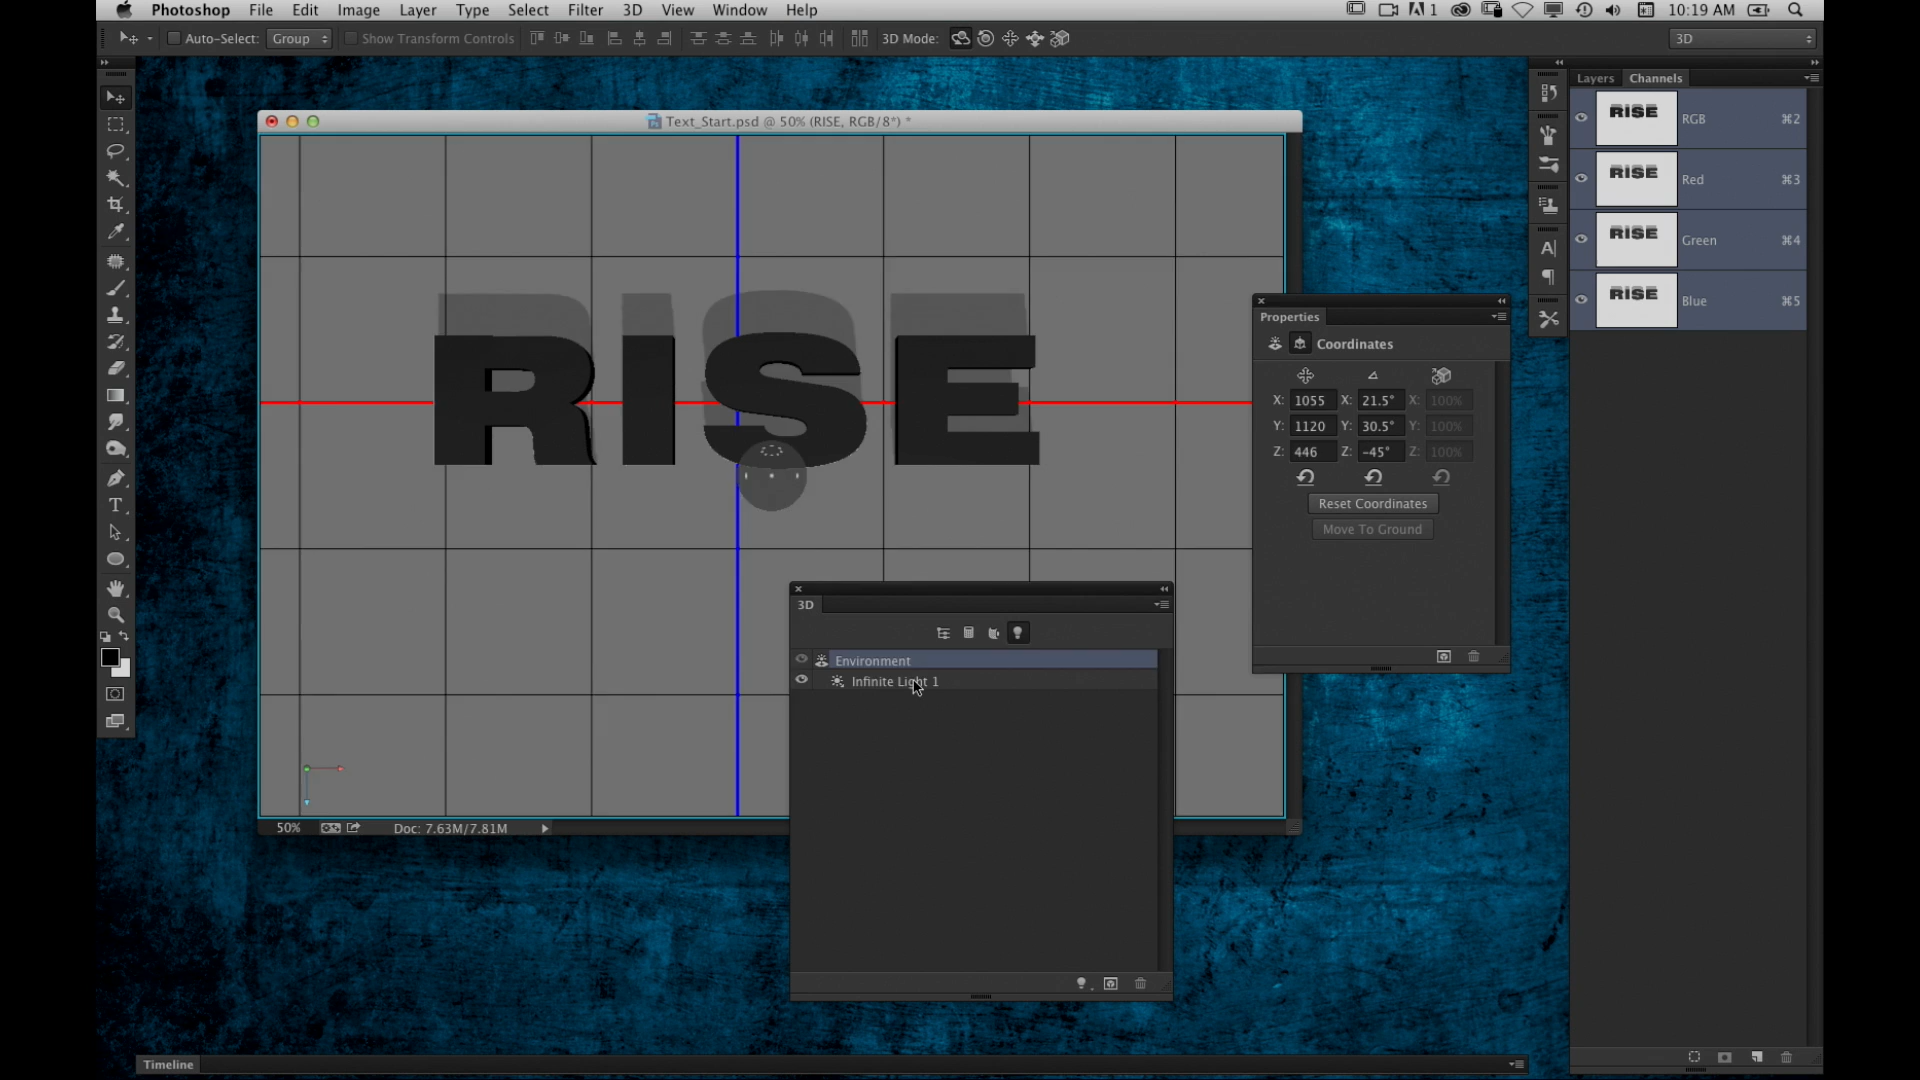 Photoshop File Edit Image Layer Type Select Filter 3D View Window Help 1 10:19 AM
Auto-Select: Group Show Transform Controls 3D Mode: 3D
Text_Start.psd @ 50% (RISE, RGB/8*) *
Layers Channels
RISE RGB ⌘2
RISE Red ⌘3
RISE Green ⌘4
RISE Blue ⌘5
RISE
Properties
Coordinates
X: 1055 X: 21.5° X: 100%
Y: 1120 Y: 30.5° Y: 100%
Z: 446 Z: -45° Z: 100%
Reset Coordinates
Move To Ground
3D
Environment
Infinite Light 1
50% Doc: 7.63M/7.81M
Timeline